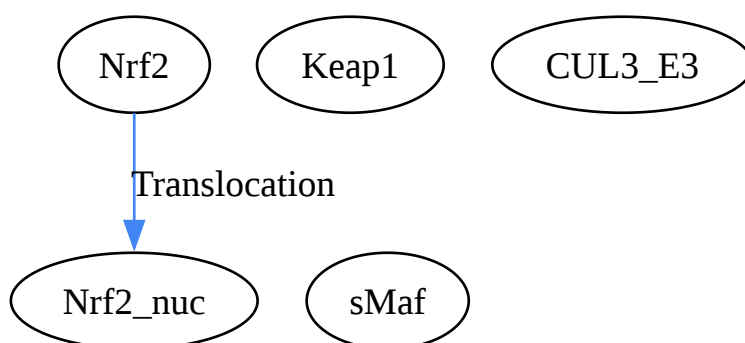 Nrf2
Keap1
CUL3_E3
Translocation
Nrf2_nuc
sMaf